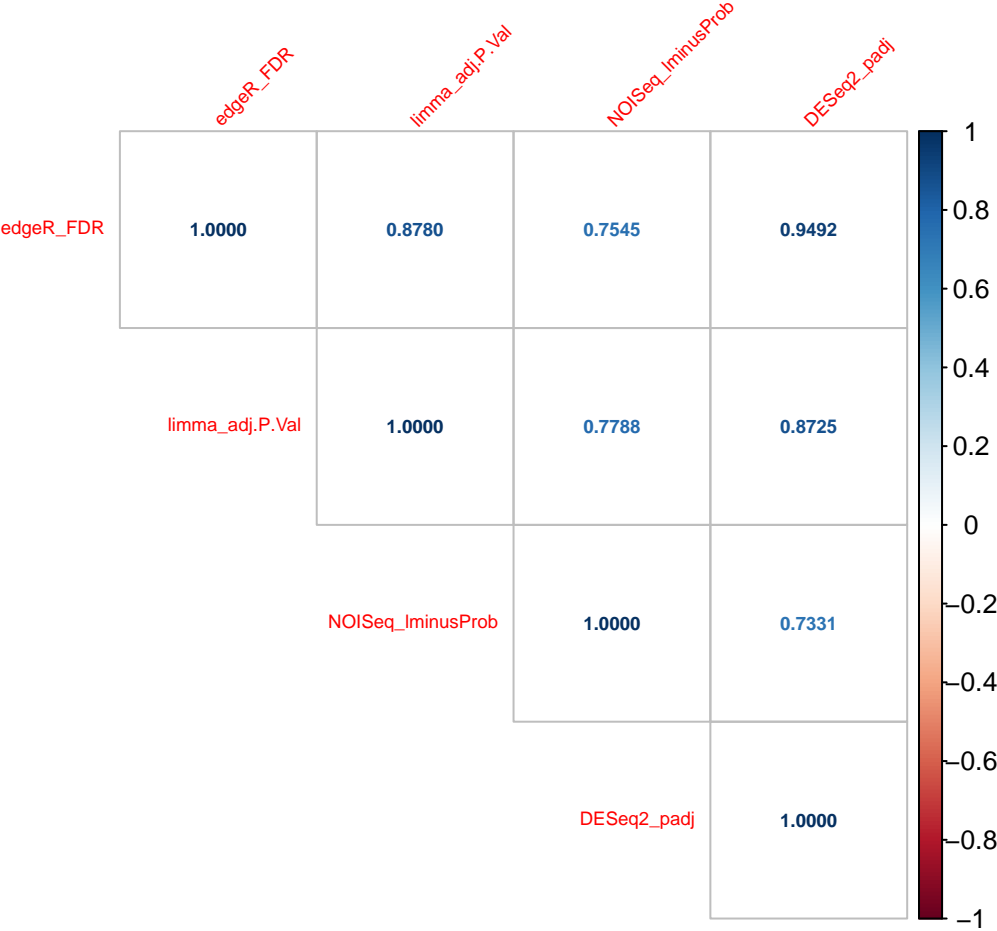 edgeR_FDR
limma_adj.P.Val
NOISeq_lminusProb
DESeq2_padj
edgeR_FDR 1.0000 0.8780 0.7545 0.9492
limma_adj.P.Val 1.0000 0.7788 0.8725
NOISeq_lminusProb 1.0000 0.7331
DESeq2_padj 1.0000
1
0.8
0.6
0.4
0.2
0
−0.2
−0.4
−0.6
−0.8
−1